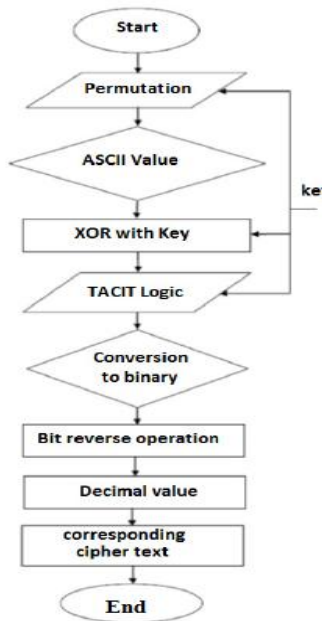 Start
Permutation
ASCII Value
key
XOR with Key
TACIT Logic
Conversion
to binary
Bit reverse operation
Decimal value
corresponding
cipher text
End